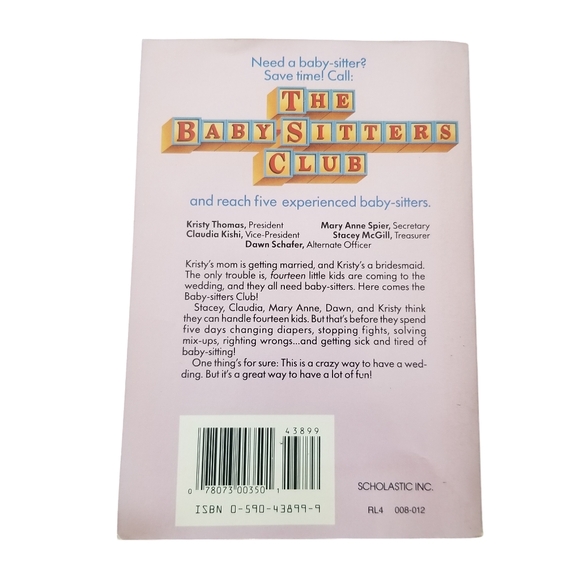 Need a baby-sitter?
Save time! Call:
THE
BABY-SITTERS
CLUB
and reach five experienced baby-sitters.
Kristy Thomas, President Mary Anne Spier, Secretary
Claudia Kishi, Vice-President Stacey McGill, Treasurer
Dawn Schafer, Alternate Officer
Kristy's mom is getting married, and Kristy's a bridesmaid.
The only trouble is, fourteen little kids are coming to the
wedding, and they all need baby-sitters. Here comes the
Baby-sitters Club!
Stacey, Claudia, Mary Anne, Dawn, and Kristy think
they can handle fourteen kids. But that's before they spend
five days changing diapers, stopping fights, solving
mix-ups, righting wrongs...and getting sick and tired of
baby-sitting!
One thing's for sure: This is a crazy way to have a wed-
ding. But it's a great way to have a lot of fun!
43899
0 78073 00350 1
ISBN 0-590-43899-9
SCHOLASTIC INC.
RL4 008-012